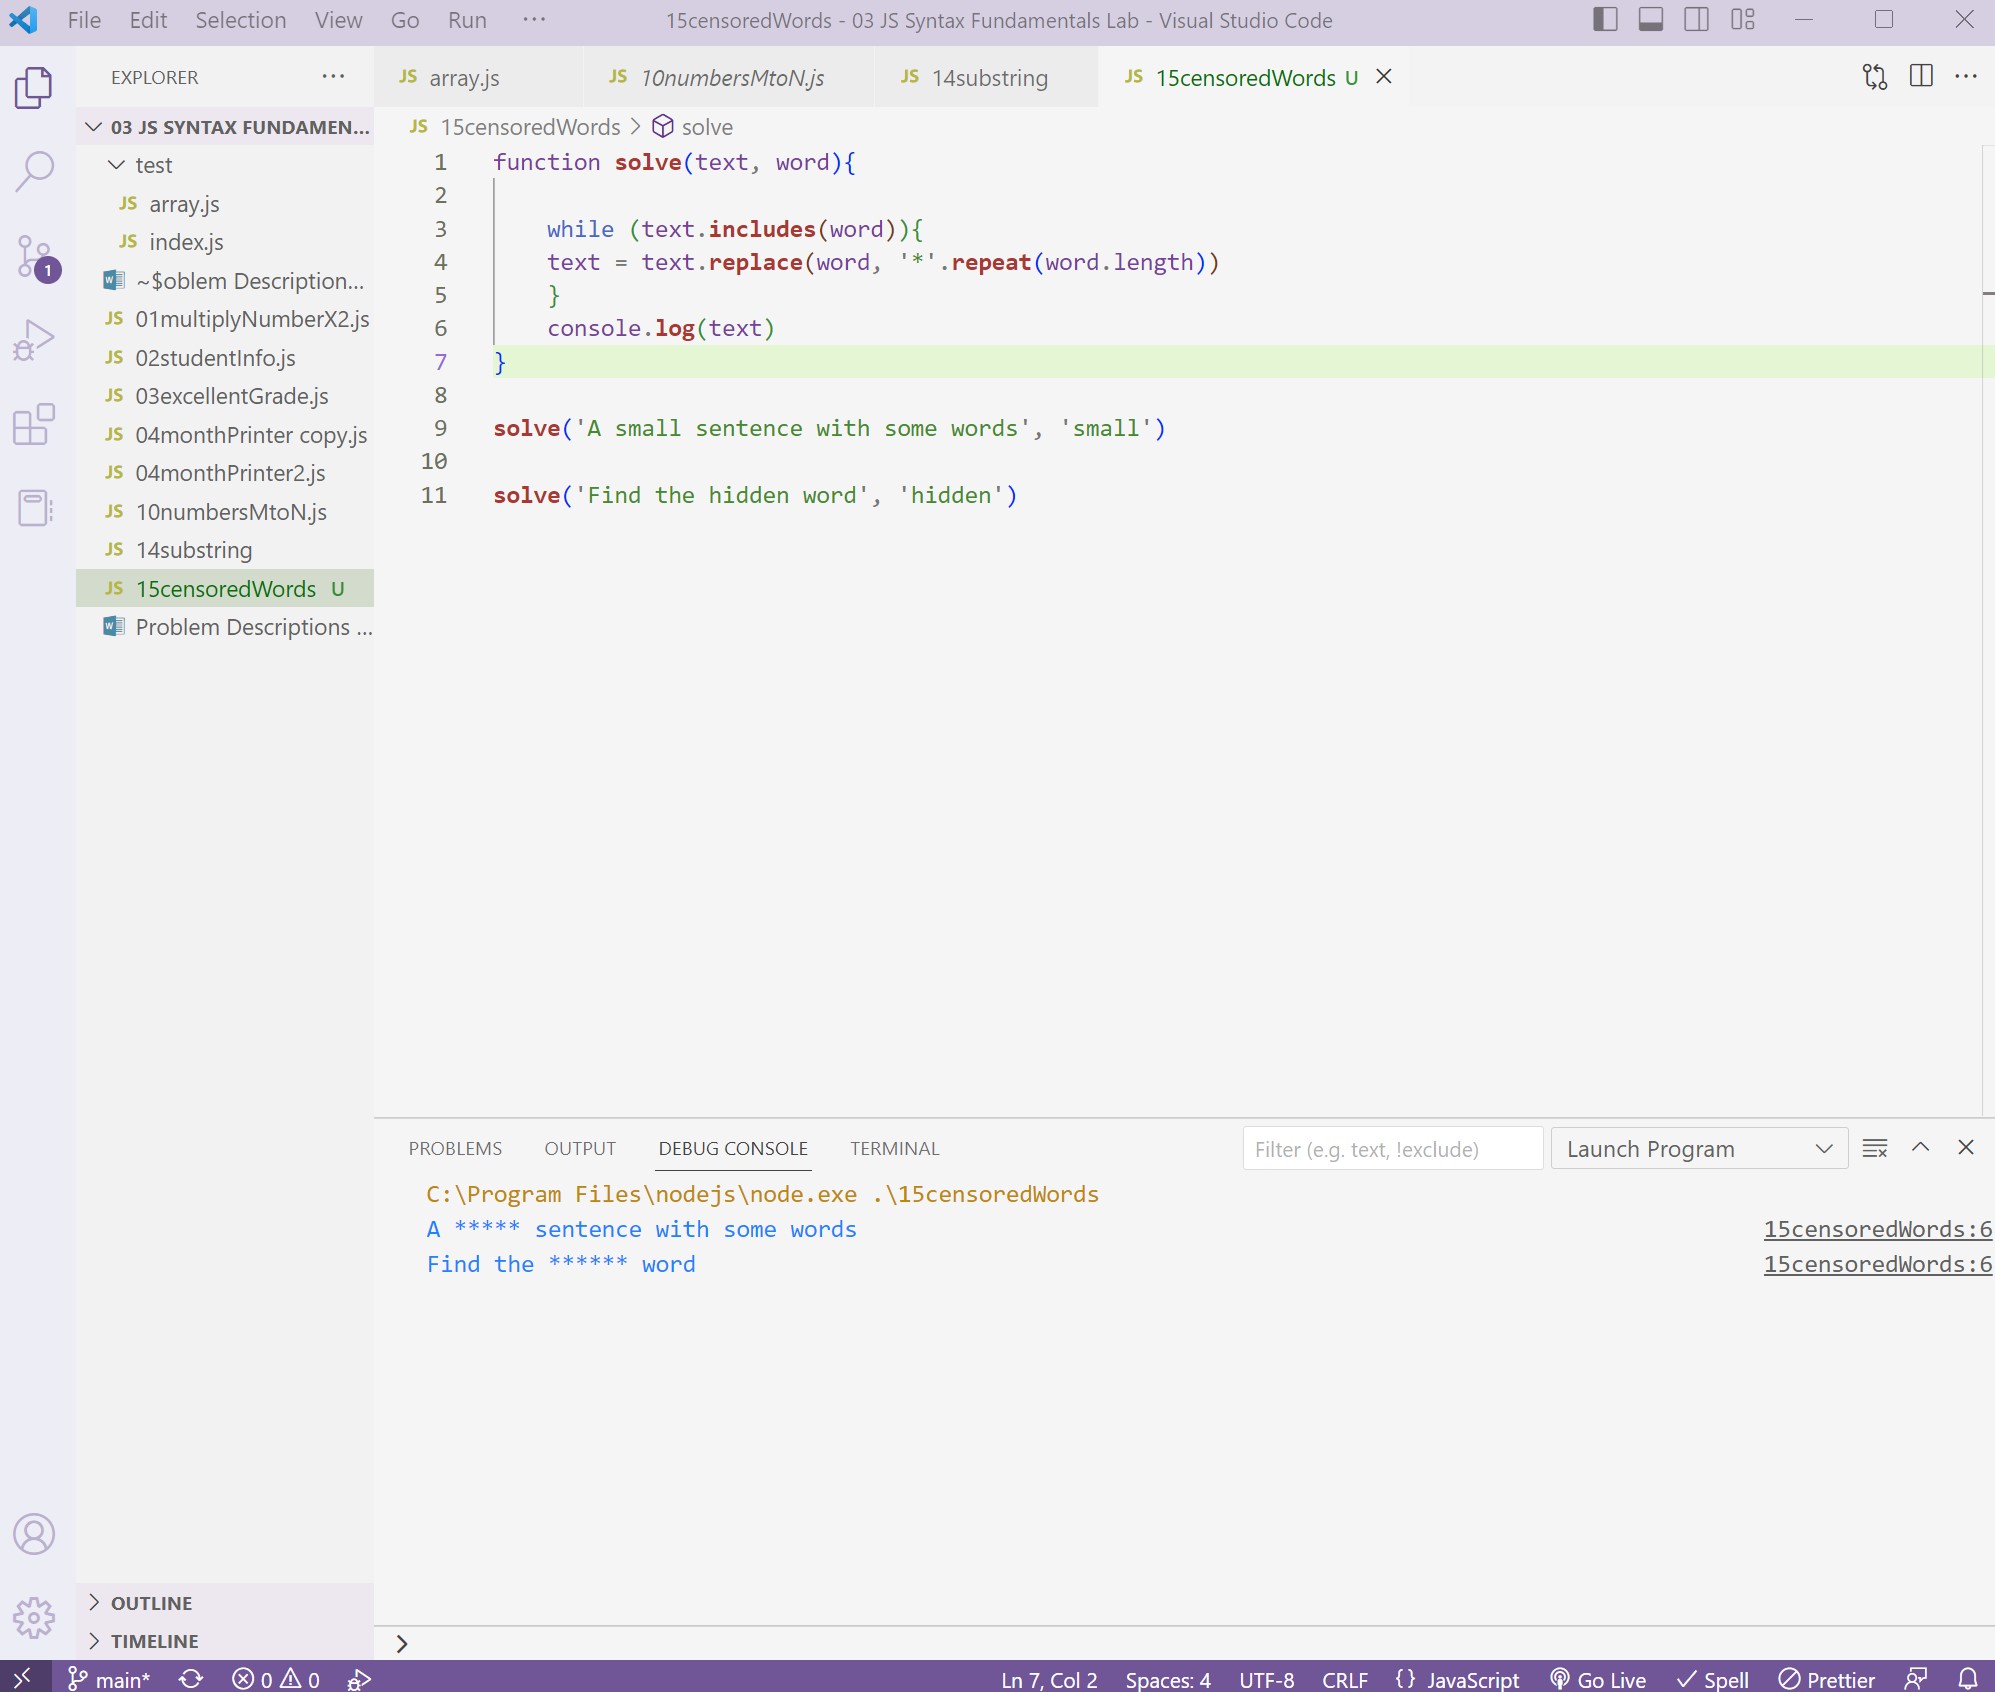 File Edit Selection View Go Run ···
15censoredWords - 03 JS Syntax Fundamentals Lab - Visual Studio Code
EXPLORER
03 JS SYNTAX FUNDAMEN...
test
JS array.js
JS index.js
~$oblem Description...
JS 01multiplyNumberX2.js
JS 02studentInfo.js
JS 03excellentGrade.js
JS 04monthPrinter copy.js
JS 04monthPrinter2.js
JS 10numbersMtoN.js
JS 14substring
JS 15censoredWords U
Problem Descriptions ...
1
OUTLINE
TIMELINE
JS array.js JS 10numbersMtoN.js JS 14substring JS 15censoredWords U
JS 15censoredWords > solve
1 function solve(text, word){
2
3 while (text.includes(word)){
4 text = text.replace(word, '*'.repeat(word.length))
5 }
6 console.log(text)
7 }
8
9 solve('A small sentence with some words', 'small')
10
11 solve('Find the hidden word', 'hidden')
PROBLEMS OUTPUT DEBUG CONSOLE TERMINAL Filter (e.g. text, !exclude) Launch Program
C:\Program Files\nodejs\node.exe .\15censoredWords
A ***** sentence with some words 15censoredWords:6
Find the ****** word 15censoredWords:6
>
main* 0 0 Ln 7, Col 2 Spaces: 4 UTF-8 CRLF {} JavaScript Go Live Spell Prettier